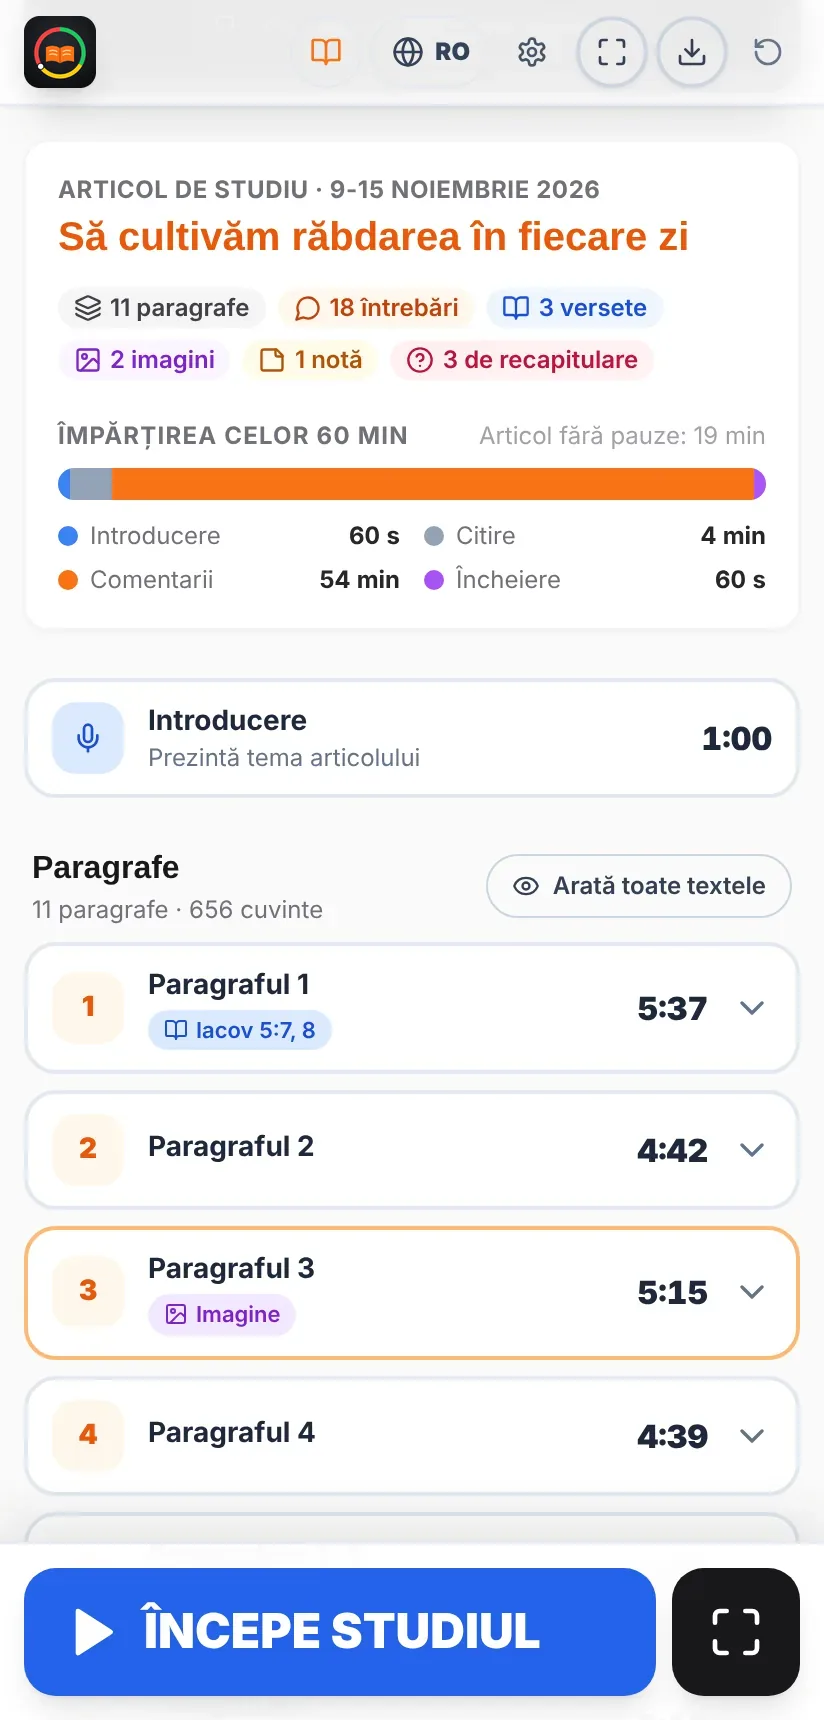 RO
ARTICOL DE STUDIU · 9-15 NOIEMBRIE 2026
Să cultivăm răbdarea în fiecare zi
11 paragrafe
18 întrebări
3 versete
2 imagini
1 notă
3 de recapitulare
ÎMPĂRȚIREA CELOR 60 MIN
Articol fără pauze: 19 min
Introducere 60 s
Citire 4 min
Comentarii 54 min
Încheiere 60 s
Introducere
Prezintă tema articolului
1:00
Paragrafe
11 paragrafe · 656 cuvinte
Arată toate textele
1
Paragraful 1
Iacov 5:7, 8
5:37
2
Paragraful 2
4:42
3
Paragraful 3
Imagine
5:15
4
Paragraful 4
4:39
ÎNCEPE STUDIUL